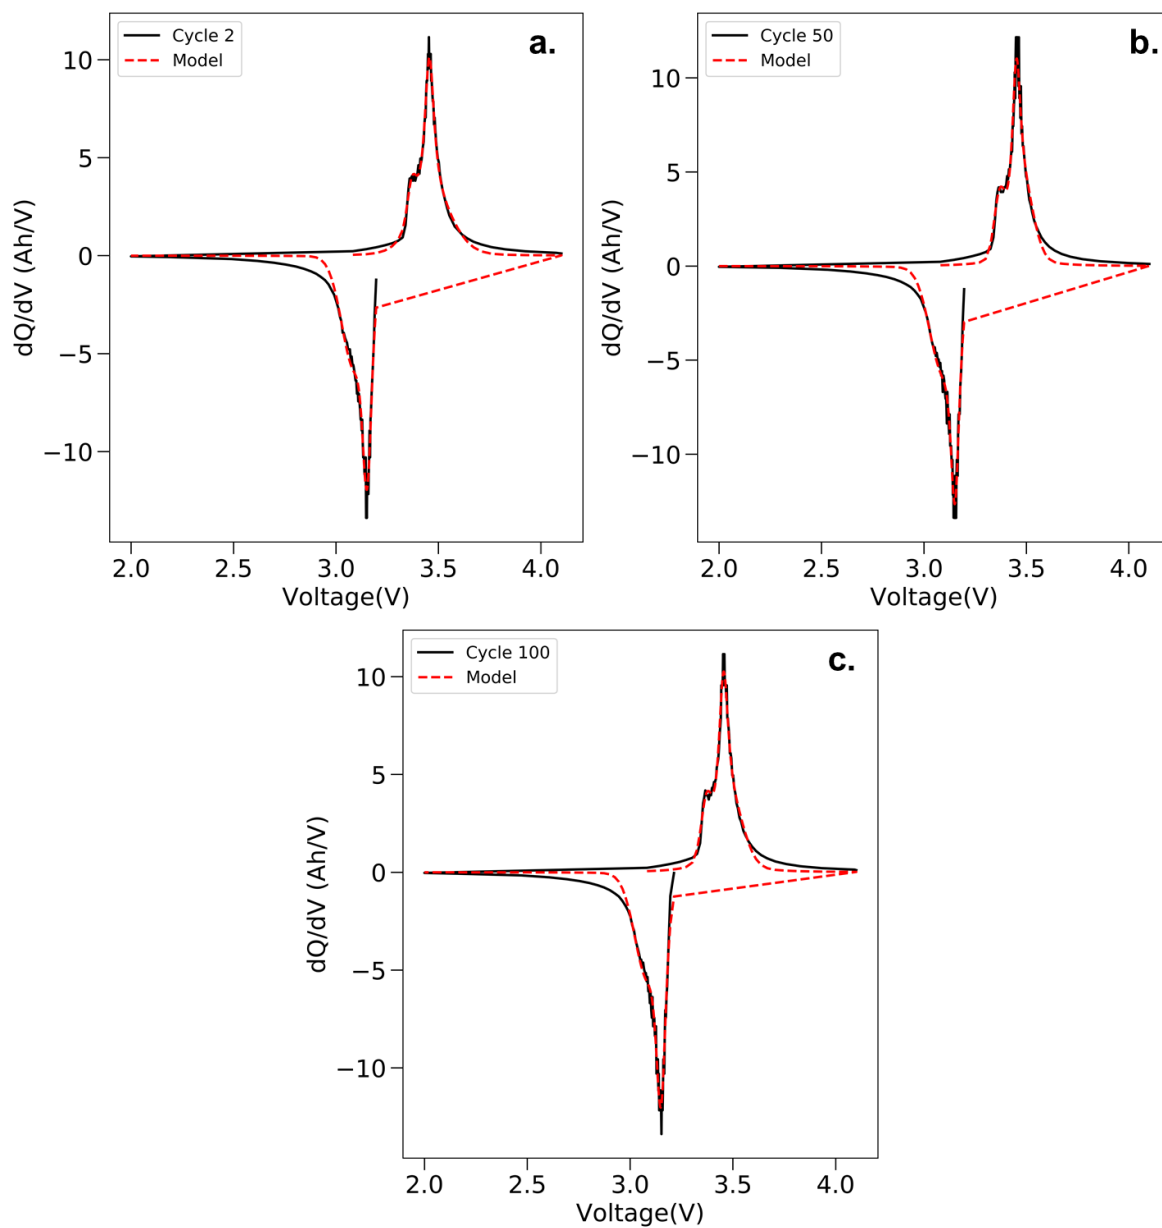 Cycle 2
Model
a.
10
5
0
−5
−10
dQ/dV (Ah/V)
2.0 2.5 3.0 3.5 4.0
Voltage(V)
Cycle 50
Model
b.
10
5
0
−5
−10
dQ/dV (Ah/V)
2.0 2.5 3.0 3.5 4.0
Voltage(V)
Cycle 100
Model
c.
10
5
0
−5
−10
dQ/dV (Ah/V)
2.0 2.5 3.0 3.5 4.0
Voltage(V)